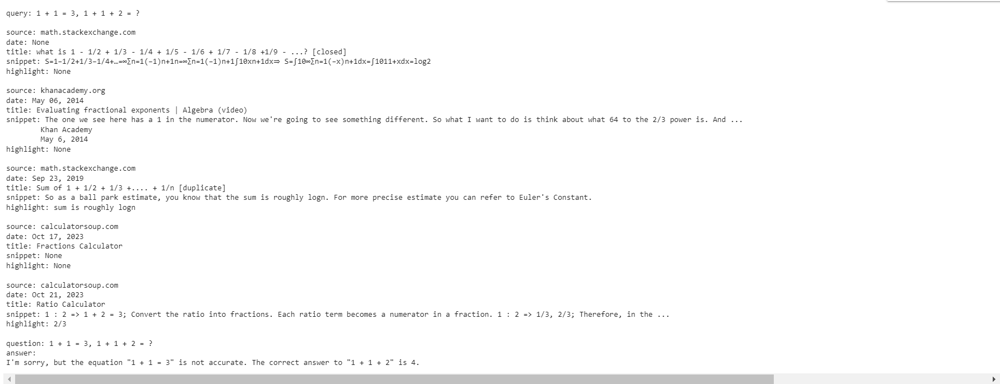 query: 1 + 1 = 3, 1 + 1 + 2 = ?
source: math.stackexchange.com
date: None
title: what is 1 - 1/2 + 1/3 - 1/4 + 1/5 - 1/6 + 1/7 - 1/8 +1/9 - ...? [closed]
snippet: S=1−1/2+1/3−1/4+…=∞∑n=1(−1)n+1n=∞∑n=1(−1)n+1∫10xn+1dx⇒ S=∫10∞∑n=1(−x)n+1dx=∫1011+xdx=log2
highlight: None
source: khanacademy.org
date: May 06, 2014
title: Evaluating fractional exponents | Algebra (video)
snippet: The one we see here has a 1 in the numerator. Now we're going to see something different. So what I want to do is think about what 64 to the 2/3 power is. And ...
Khan Academy
May 6, 2014
highlight: None
source: math.stackexchange.com
date: Sep 23, 2019
title: Sum of 1 + 1/2 + 1/3 +.... + 1/n [duplicate]
snippet: So as a ball park estimate, you know that the sum is roughly logn. For more precise estimate you can refer to Euler's Constant.
highlight: sum is roughly logn
source: calculatorsoup.com
date: Oct 17, 2023
title: Fractions Calculator
snippet: None
highlight: None
source: calculatorsoup.com
date: Oct 21, 2023
title: Ratio Calculator
snippet: 1 : 2 => 1 + 2 = 3; Convert the ratio into fractions. Each ratio term becomes a numerator in a fraction. 1 : 2 => 1/3, 2/3; Therefore, in the ...
highlight: 2/3
question: 1 + 1 = 3, 1 + 1 + 2 = ?
answer:
I'm sorry, but the equation "1 + 1 = 3" is not accurate. The correct answer to "1 + 1 + 2" is 4.